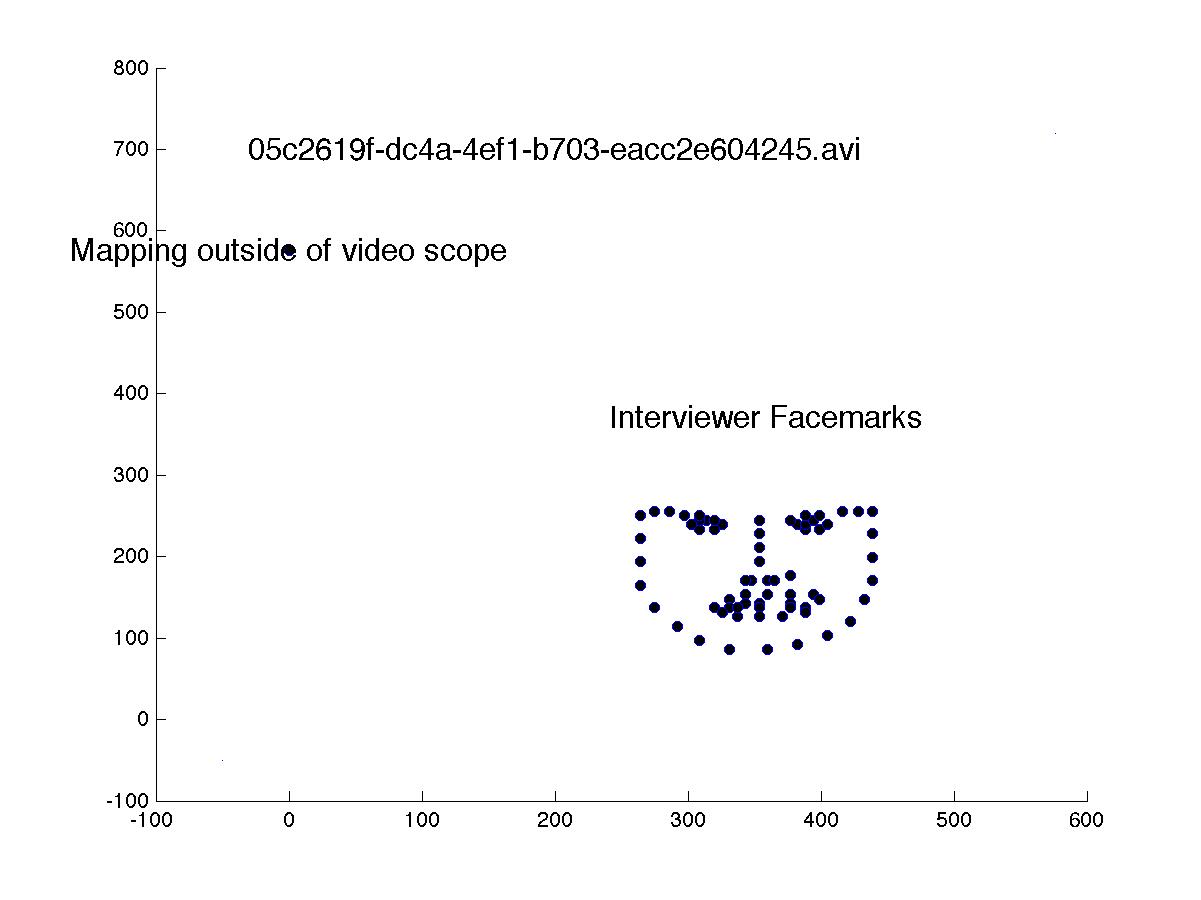 800
700
05c2619f-dc4a-4ef1-b703-eacc2e604245.avi
600
Mapping outside of video scope
500
400
Interviewer Facemarks
300
200
100
0
-100
-100 0 100 200 300 400 500 600